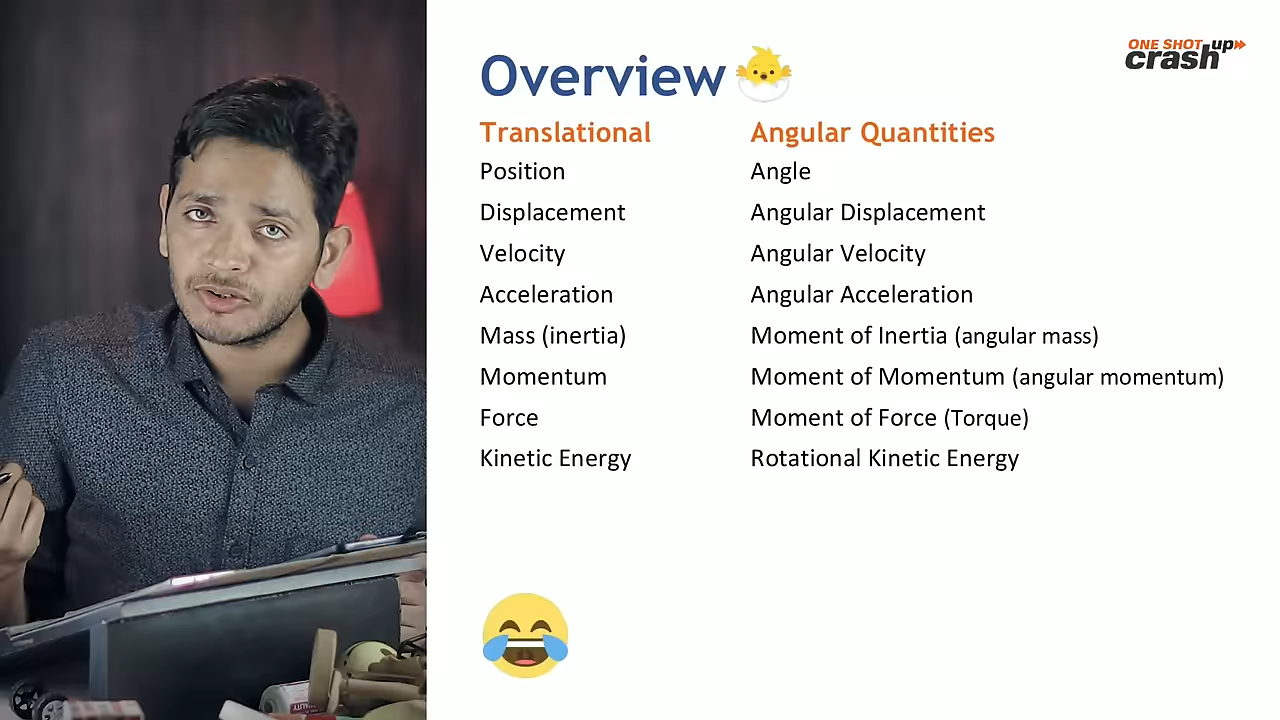 ONE SHOT up
crash
Overview
Translational Angular Quantities
Position Angle
Displacement Angular Displacement
Velocity Angular Velocity
Acceleration Angular Acceleration
Mass (inertia) Moment of Inertia (angular mass)
Momentum Moment of Momentum (angular momentum)
Force Moment of Force (Torque)
Kinetic Energy Rotational Kinetic Energy